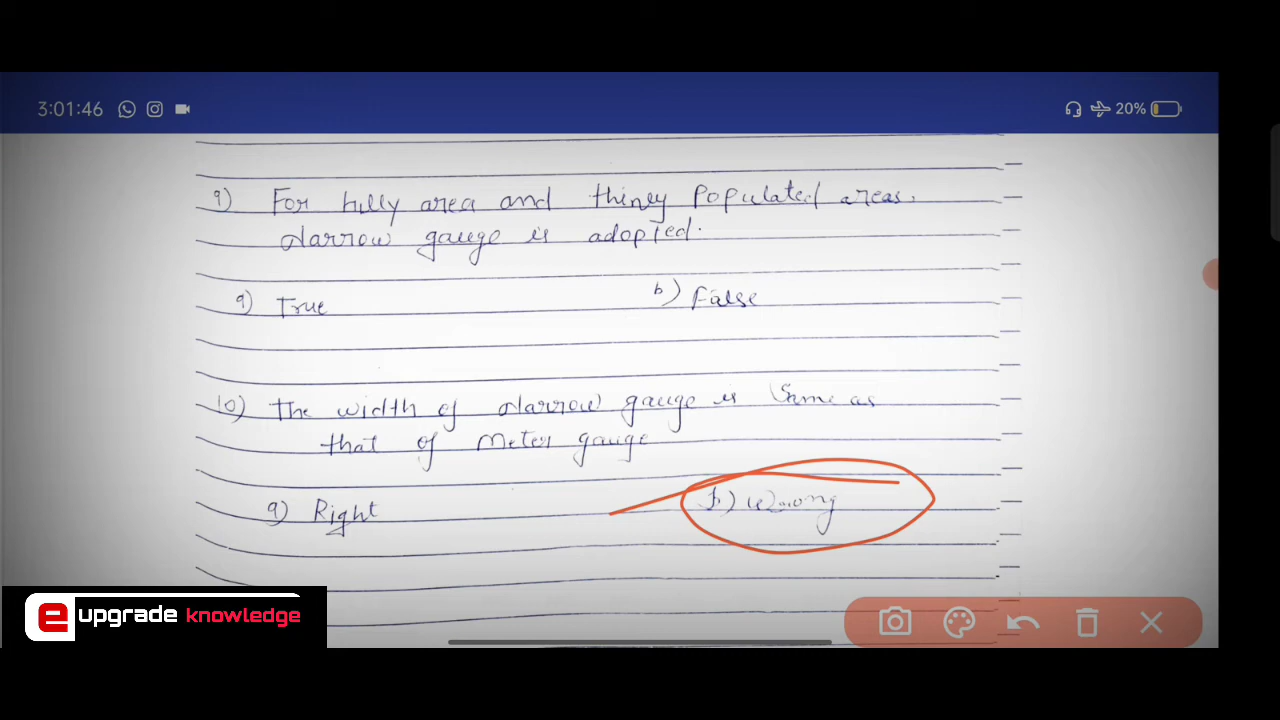 3:01:46
20%
9) For hilly area and thinly Populated areas.
Narrow gauge is adopted.
a) True b) False
10) The width of Narrow gauge is Same as
that of Meter gauge
a) Right b) Wrong
e upgrade knowledge